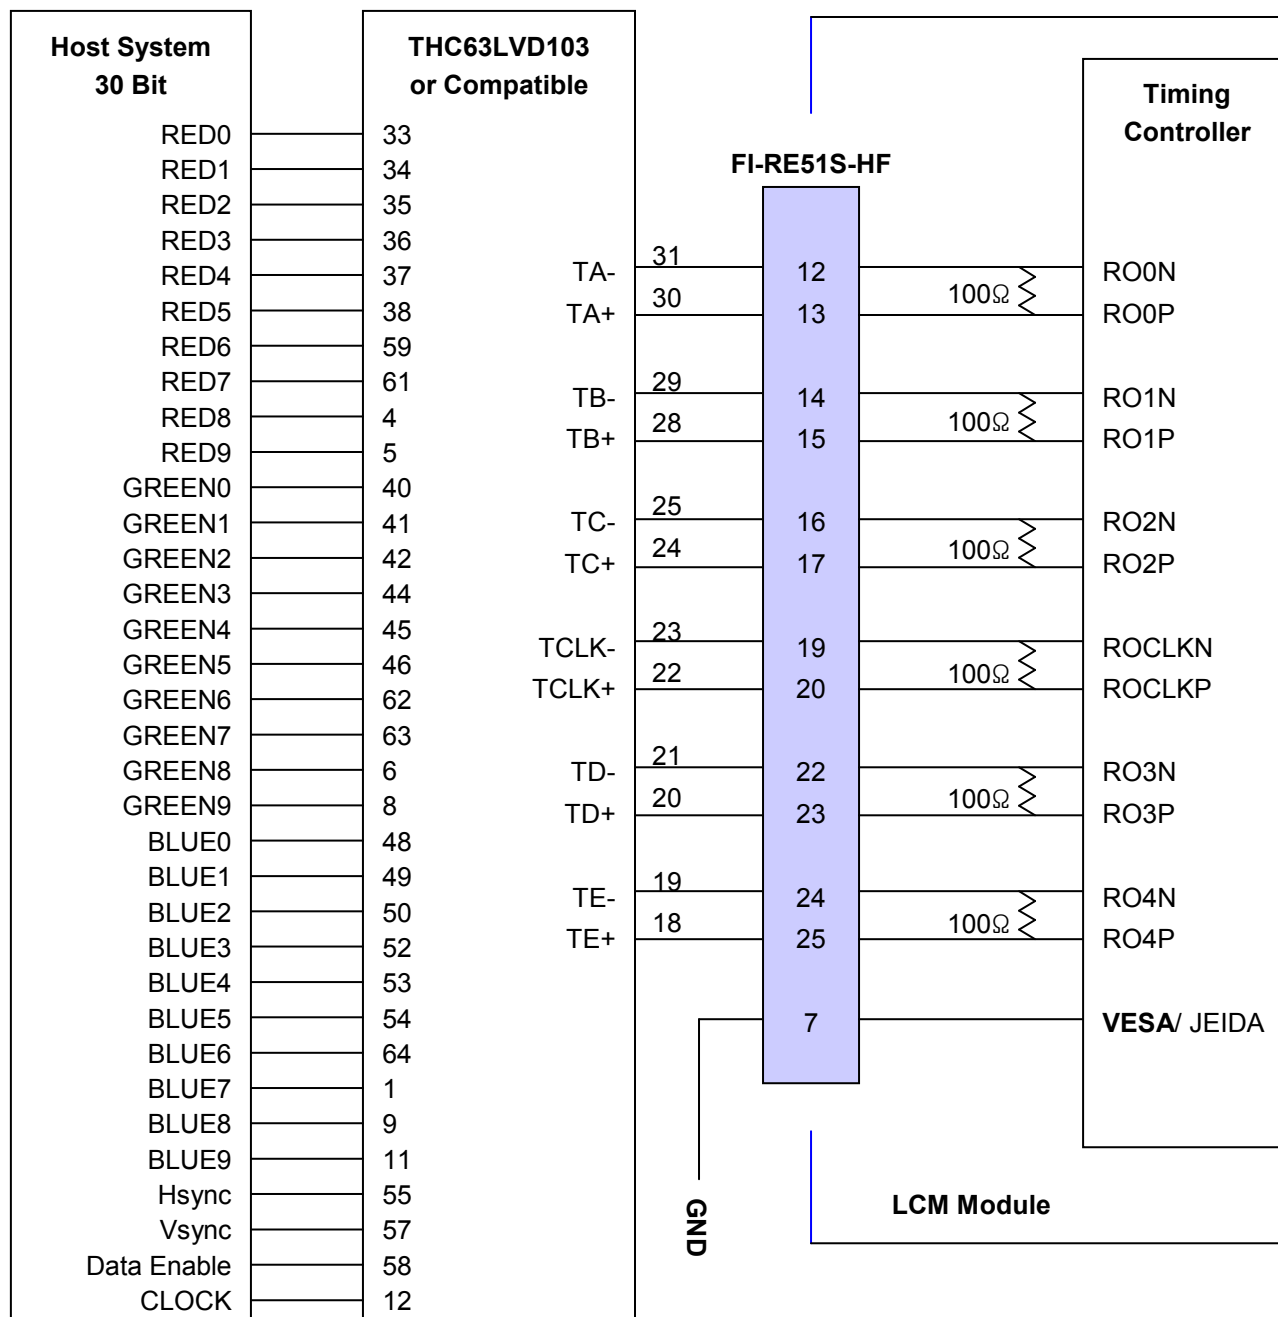 Host System
30 Bit
RED0
RED1
RED2
RED3
RED4
RED5
RED6
RED7
RED8
RED9
GREEN0
GREEN1
GREEN2
GREEN3
GREEN4
GREEN5
GREEN6
GREEN7
GREEN8
GREEN9
BLUE0
BLUE1
BLUE2
BLUE3
BLUE4
BLUE5
BLUE6
BLUE7
BLUE8
BLUE9
Hsync
Vsync
Data Enable
CLOCK
THC63LVD103
or Compatible
33
34
35
36
37
38
59
61
4
5
40
41
42
44
45
46
62
63
6
8
48
49
50
52
53
54
64
1
9
11
55
57
58
12
TA-
TA+
TB-
TB+
TC-
TC+
TCLK-
TCLK+
TD-
TD+
TE-
TE+
31
30
29
28
25
24
23
22
21
20
19
18
FI-RE51S-HF
12
13
14
15
16
17
19
20
22
23
24
25
7
GND
100Ω
100Ω
100Ω
100Ω
100Ω
100Ω
Timing
Controller
RO0N
RO0P
RO1N
RO1P
RO2N
RO2P
ROCLKN
ROCLKP
RO3N
RO3P
RO4N
RO4P
VESA/ JEIDA
LCM Module